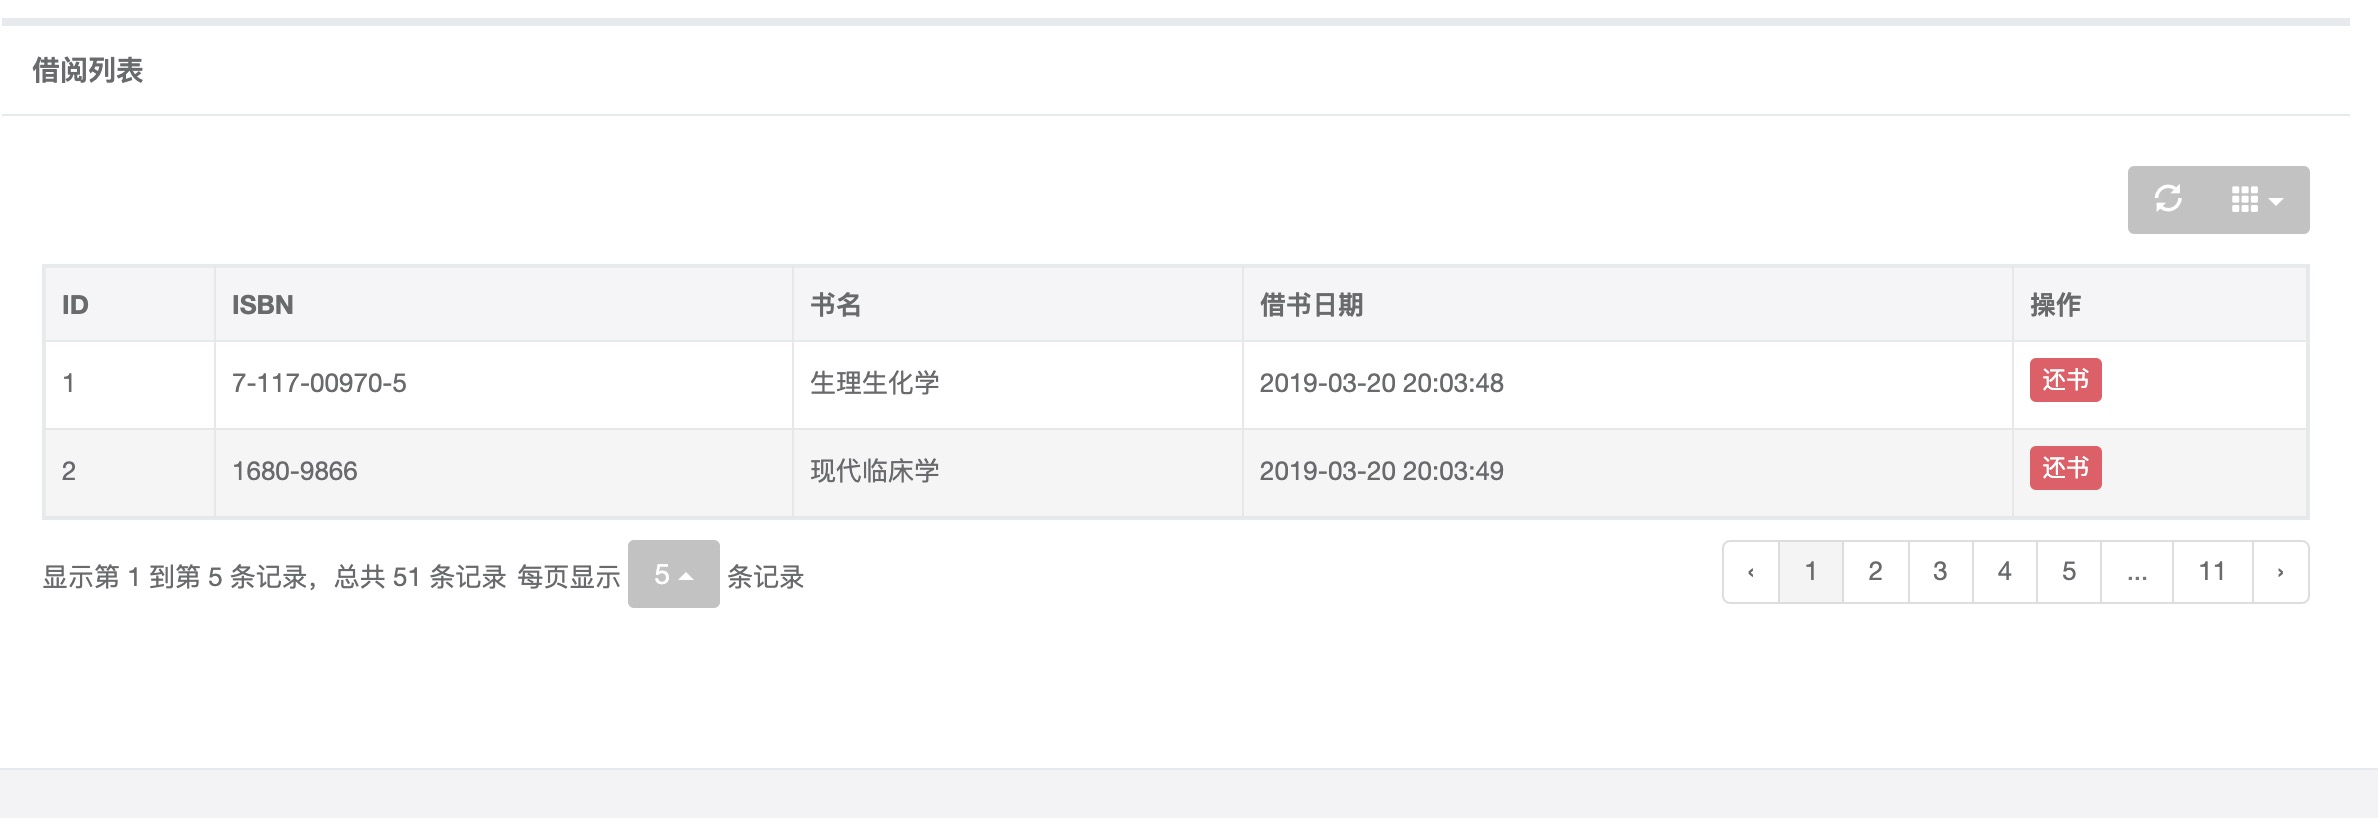 借阅列表
ID ISBN 书名 借书日期 操作
1 7-117-00970-5 生理生化学 2019-03-20 20:03:48 还书
2 1680-9866 现代临床学 2019-03-20 20:03:49 还书
显示第 1 到第 5 条记录，总共 51 条记录 每页显示 5 条记录 ‹ 1 2 3 4 5 ... 11 ›